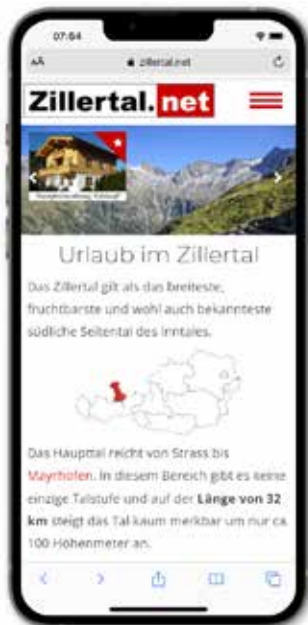 07:04
AA zillertal.net
Zillertal.net
Urlaub im Zillertal
Das Zillertal gilt als das breiteste,
fruchtbarste und wohl auch bekannteste
südliche Seitental des Inntales.
Das Haupttal reicht von Strass bis
Mayrhofen. In diesem Bereich gibt es keine
einzige Talstufe und auf der Länge von 32
km steigt das Tal kaum merkbar um nur ca.
100 Höhenmeter an.